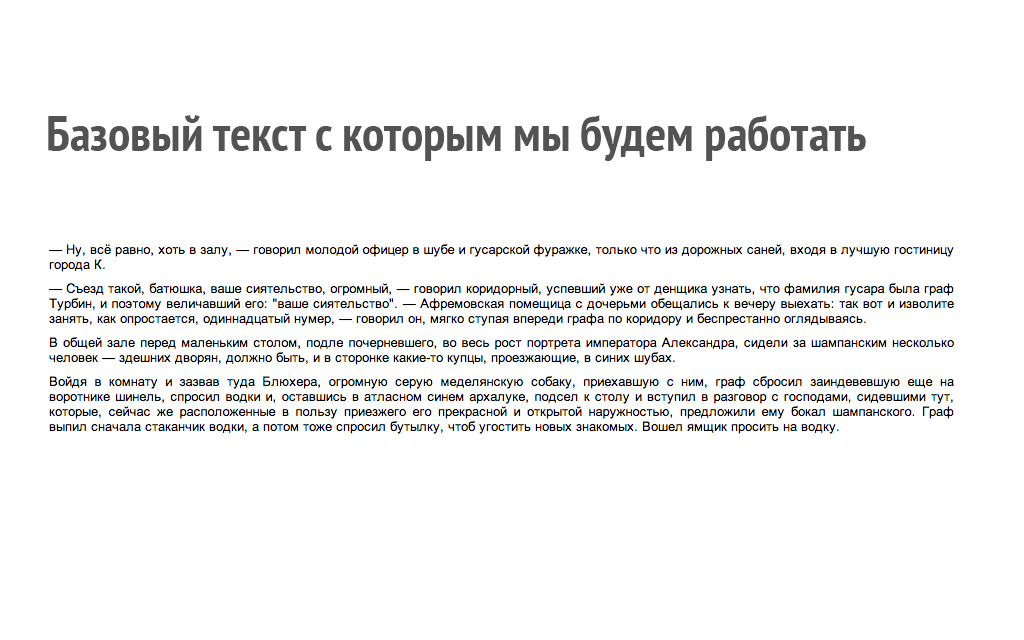 Базовый текст с которым мы будем работать
— Ну, всё равно, хоть в залу, — говорил молодой офицер в шубе и гусарской фуражке, только что из дорожных саней, входя в лучшую гостиницу
города К.
— Съезд такой, батюшка, ваше сиятельство, огромный, — говорил коридорный, успевший уже от денщика узнать, что фамилия гусара была граф
Турбин, и поэтому величавший его: "ваше сиятельство". — Афремовская помещица с дочерьми обещались к вечеру выехать: так вот и изволите
занять, как опростается, одиннадцатый нумер, — говорил он, мягко ступая впереди графа по коридору и беспрестанно оглядываясь.
В общей зале перед маленьким столом, подле почерневшего, во весь рост портрета императора Александра, сидели за шампанским несколько
человек — здешних дворян, должно быть, и в сторонке какие-то купцы, проезжающие, в синих шубах.
Войдя в комнату и зазвав туда Блюхера, огромную серую меделянскую собаку, приехавшую с ним, граф сбросил заиндевевшую еще на
воротнике шинель, спросил водки и, оставшись в атласном синем архалуке, подсел к столу и вступил в разговор с господами, сидевшими тут,
которые, сейчас же расположенные в пользу приезжего его прекрасной и открытой наружностью, предложили ему бокал шампанского. Граф
выпил сначала стаканчик водки, а потом тоже спросил бутылку, чтоб угостить новых знакомых. Вошел ямщик просить на водку.